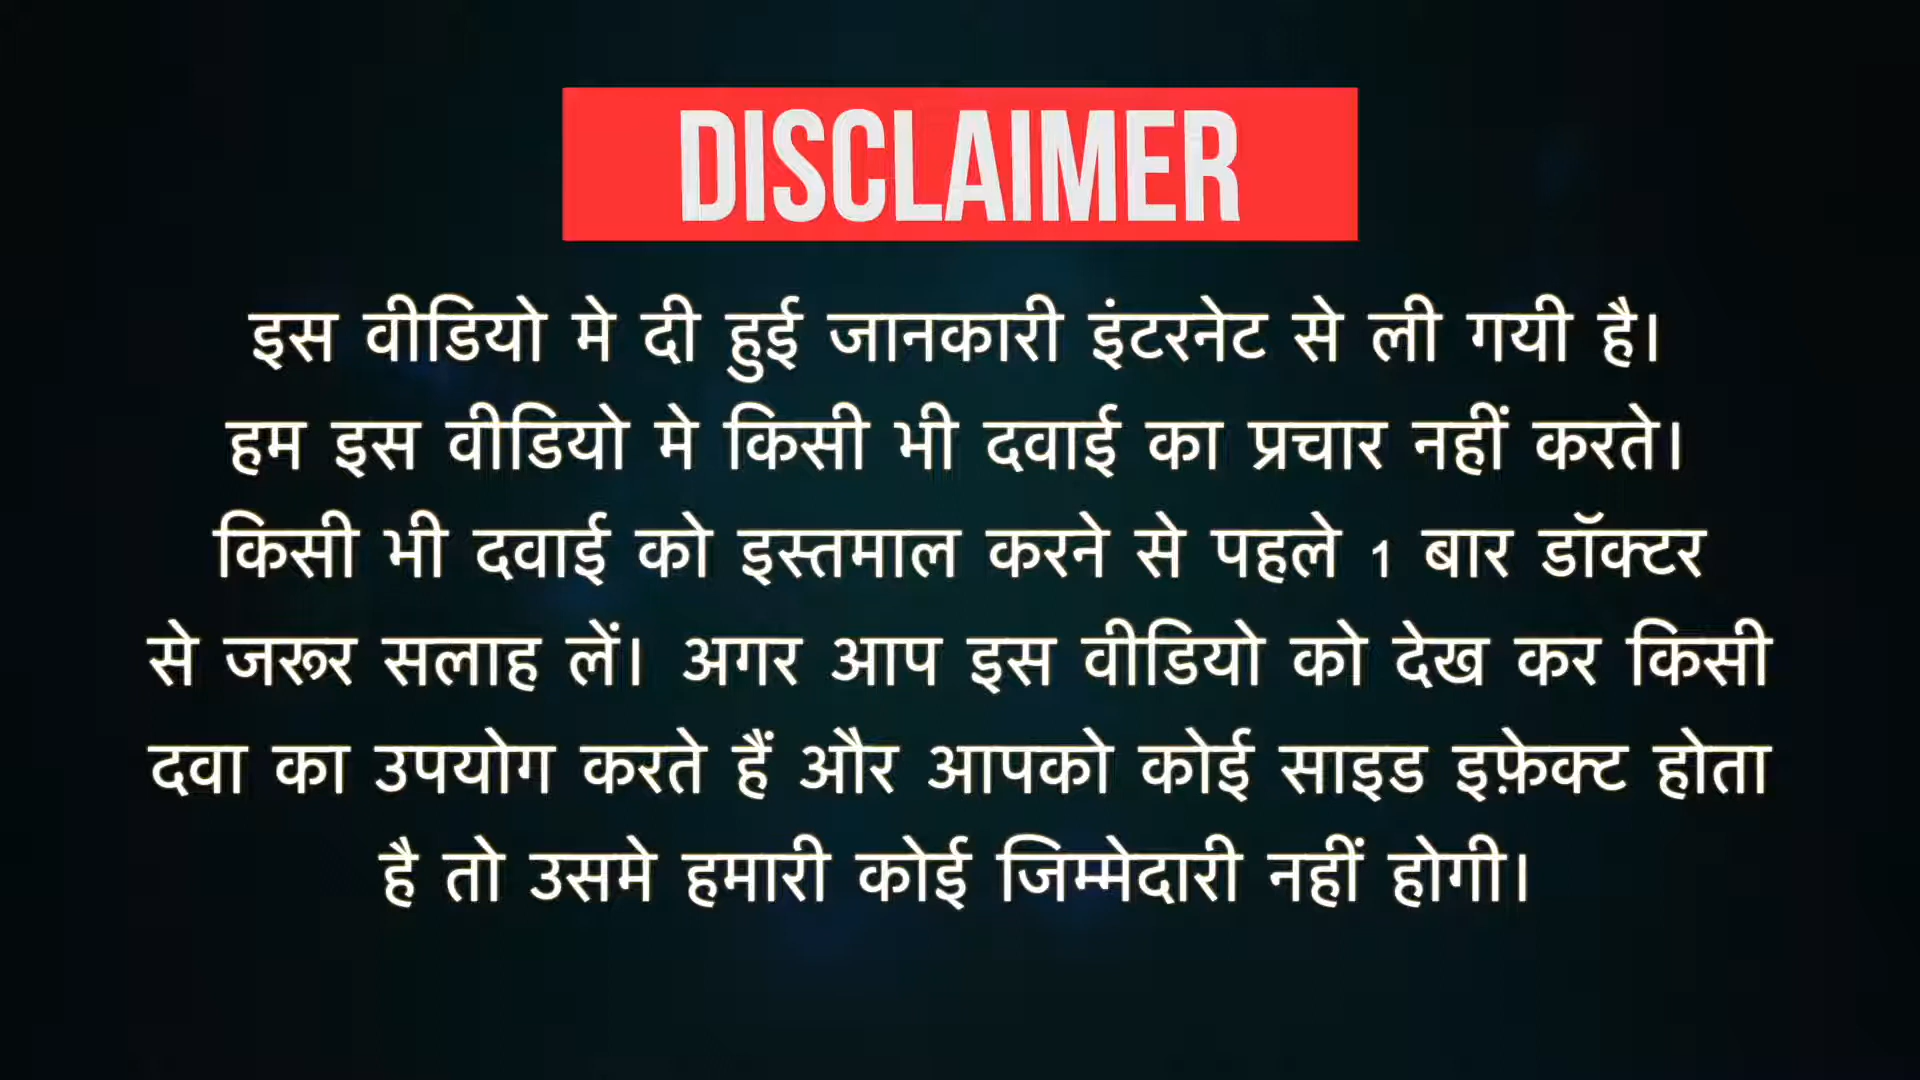 DISCLAIMER
इस वीडियो मे दी हुई जानकारी इंटरनेट से ली गयी है।
हम इस वीडियो मे किसी भी दवाई का प्रचार नहीं करते।
किसी भी दवाई को इस्तमाल करने से पहले 1 बार डॉक्टर
से जरूर सलाह लें। अगर आप इस वीडियो को देख कर किसी
दवा का उपयोग करते हैं और आपको कोई साइड इफ़ेक्ट होता
है तो उसमे हमारी कोई जिम्मेदारी नहीं होगी।